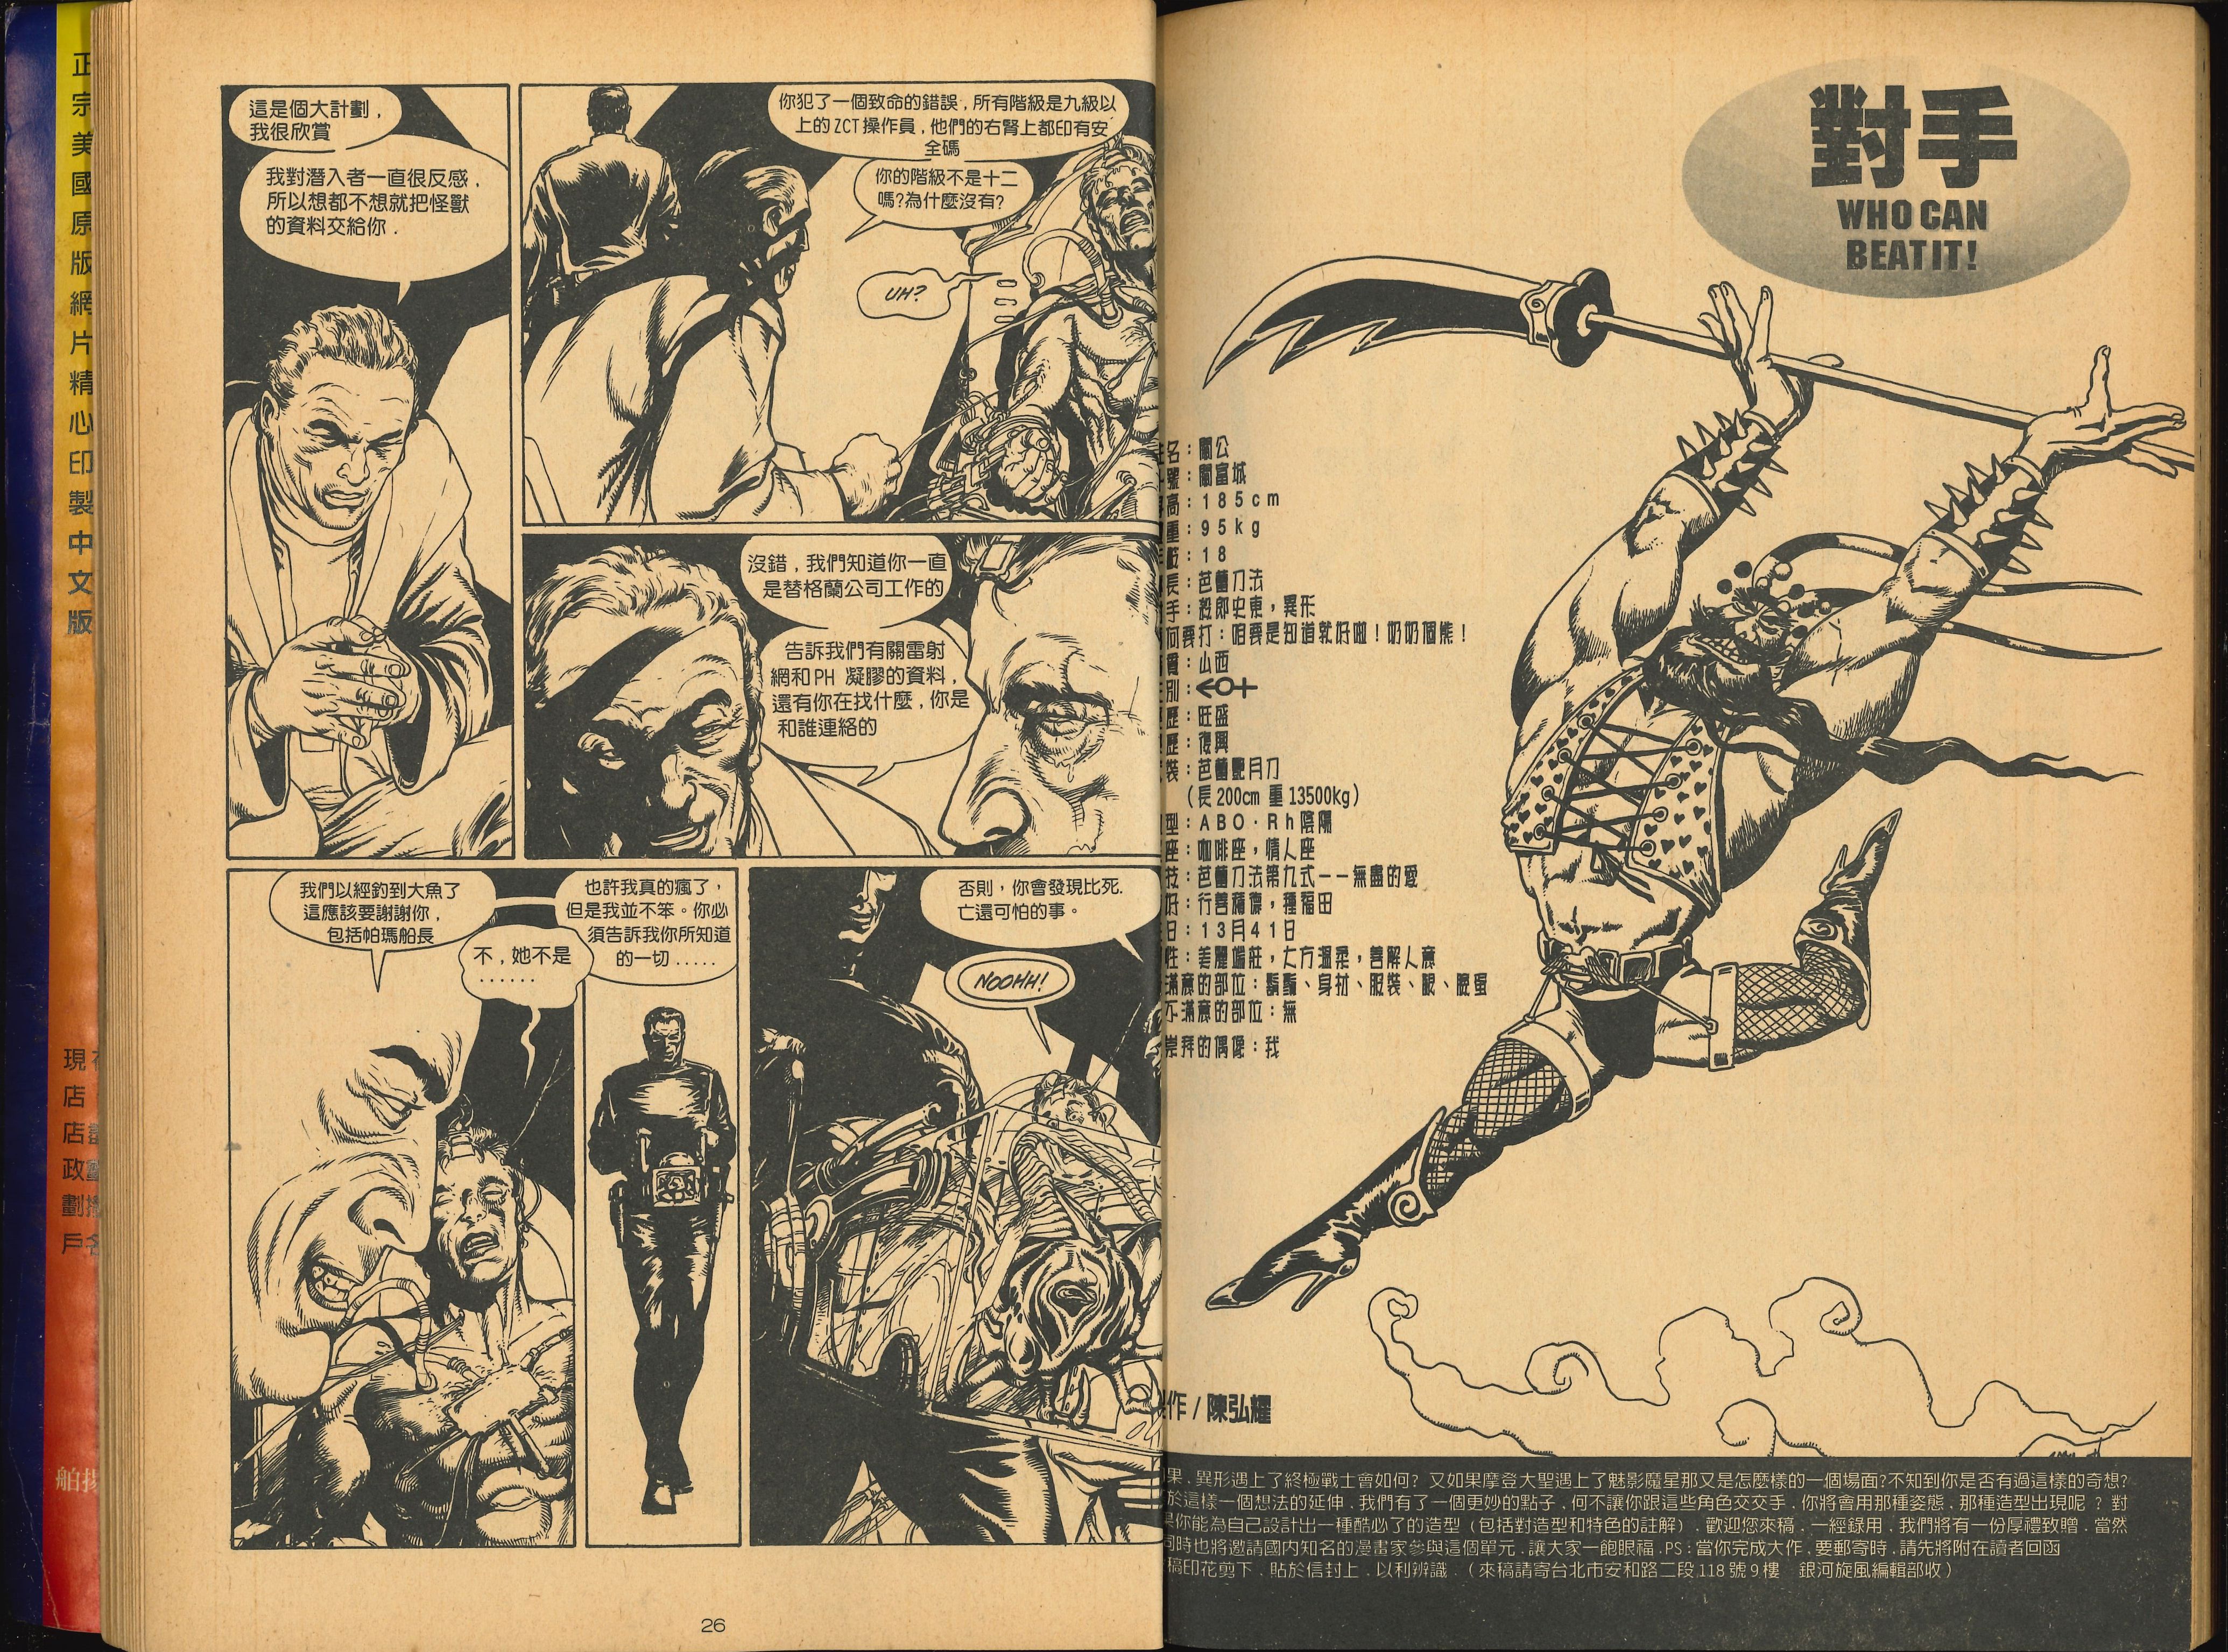 正宗美國原版網片精心印製中文版
現
店
店
政
劃
戶
舶
這是個大計劃，
我很欣賞
我對潛入者一直很反感，
所以想都不想就把怪獸
的資料交給你．
你犯了一個致命的錯誤，所有階級是九級以
上的ZCT操作員，他們的右腎上都印有安
全碼
你的階級不是十二
嗎?為什麼沒有?
UH?
沒錯，我們知道你一直
是替格蘭公司工作的
告訴我們有關雷射
網和PH 凝膠的資料，
還有你在找什麼，你是
和誰連絡的
我們以經釣到大魚了
這應該要謝謝你，
包括帕瑪船長
不，她不是
......
也許我真的瘋了，
但是我並不笨。你必
須告訴我你所知道
的一切.....
否則，你會發現比死.
亡還可怕的事。
NOOHH!
26
對手
WHO CAN
BEAT IT!
名：關公
號：關富城
高：185cm
重：95kg
齡：18
長：芭蕾刀法
手：殺郎史東，異形
何要打：咱要是知道就好啦！奶奶個熊！
山西
別：
歷：旺盛
歷：復興
裝：芭蕾艷月刀
(長200cm 重13500kg)
型：ABO·Rh陰陽
座：咖啡座，情人座
技：芭蕾刀法第九式——無盡的愛
好：行善積德，種福田
日：13月41日
性：美麗端莊，大方溫柔，善解人意
滿意的部位：鬍鬚、身材、服裝、腿、臉蛋
不滿意的部位：無
崇拜的偶像：我
作/陳弘耀
果，異形遇上了終極戰士會如何？又如果摩登大聖遇上了魅影魔星那又是怎麼樣的一個場面?不知到你是否有過這樣的奇想?
於這樣一個想法的延伸，我們有了一個更妙的點子，何不讓你跟這些角色交交手，你將會用那種姿態，那種造型出現呢？對
你能為自己設計出一種酷必了的造型（包括對造型和特色的註解），歡迎您來稿，一經錄用，我們將有一份厚禮致贈．當然
同時也將邀請國內知名的漫畫家參與這個單元，讓大家一飽眼福．PS：當你完成大作，要郵寄時，請先將附在讀者回函
稿印花剪下，貼於信封上，以利辨識．（來稿請寄台北市安和路二段118號9樓　銀河旋風編輯部收）